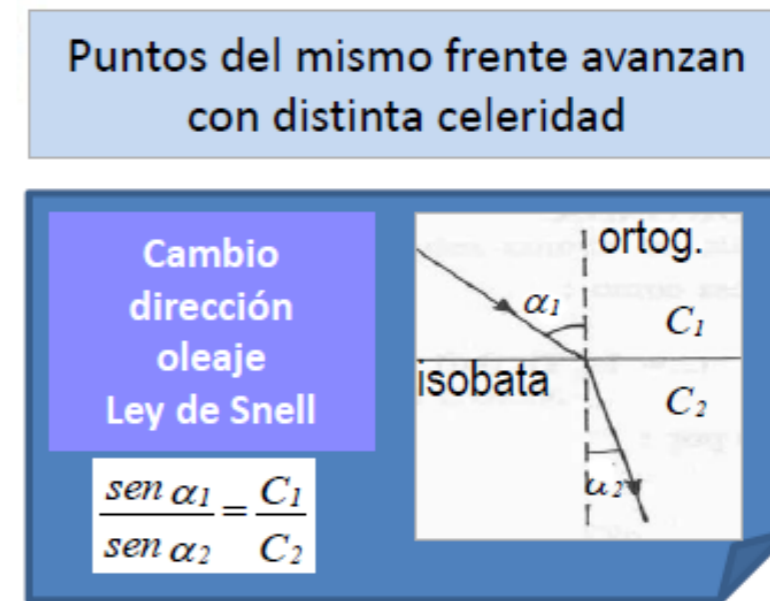 Puntos del mismo frente avanzan
con distinta celeridad
Cambio
dirección
oleaje
Ley de Snell
sen α1 / sen α2 = C1 / C2
ortog.
α1
C1
isobata
C2
α2